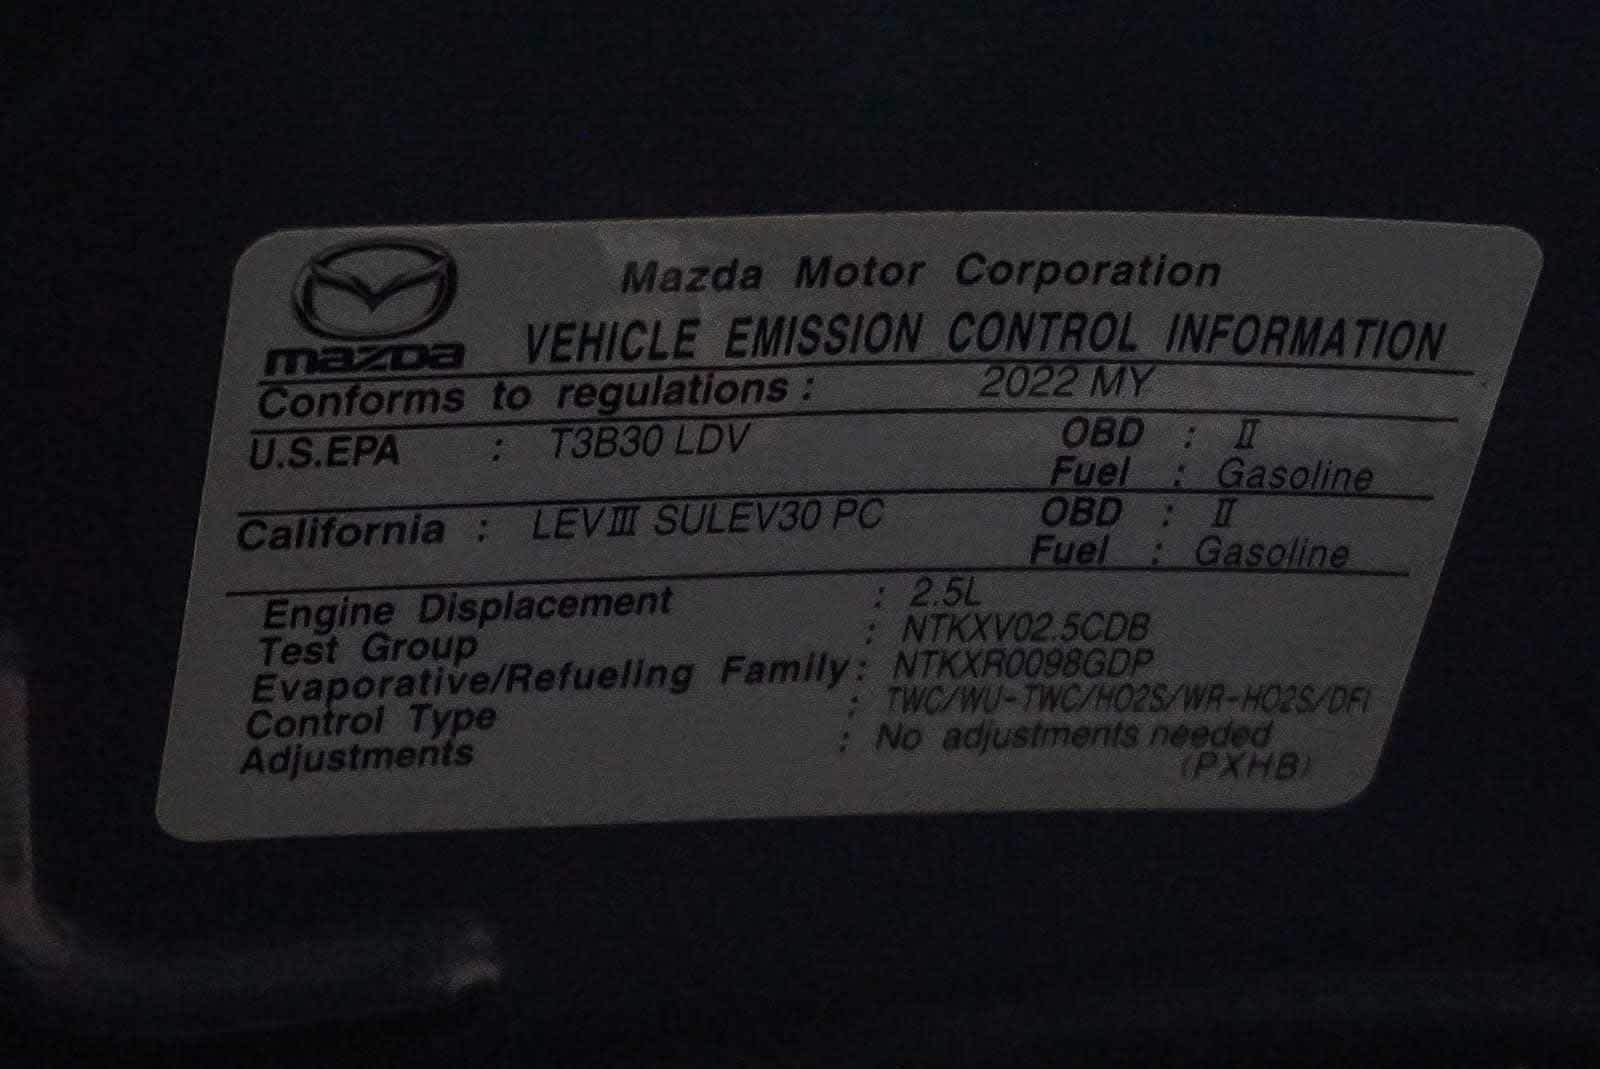 mazda
Mazda Motor Corporation
VEHICLE EMISSION CONTROL INFORMATION
Conforms to regulations : 2022 MY
U.S.EPA : T3B30 LDV OBD : II
Fuel : Gasoline
California : LEV III SULEV30 PC OBD : II
Fuel : Gasoline
Engine Displacement : 2.5L
Test Group : NTKXV02.5CDB
Evaporative/Refueling Family : NTKXR0098GDP
Control Type : TWC/WU-TWC/HO2S/WR-HO2S/DFI
Adjustments : No adjustments needed
(PXHB)